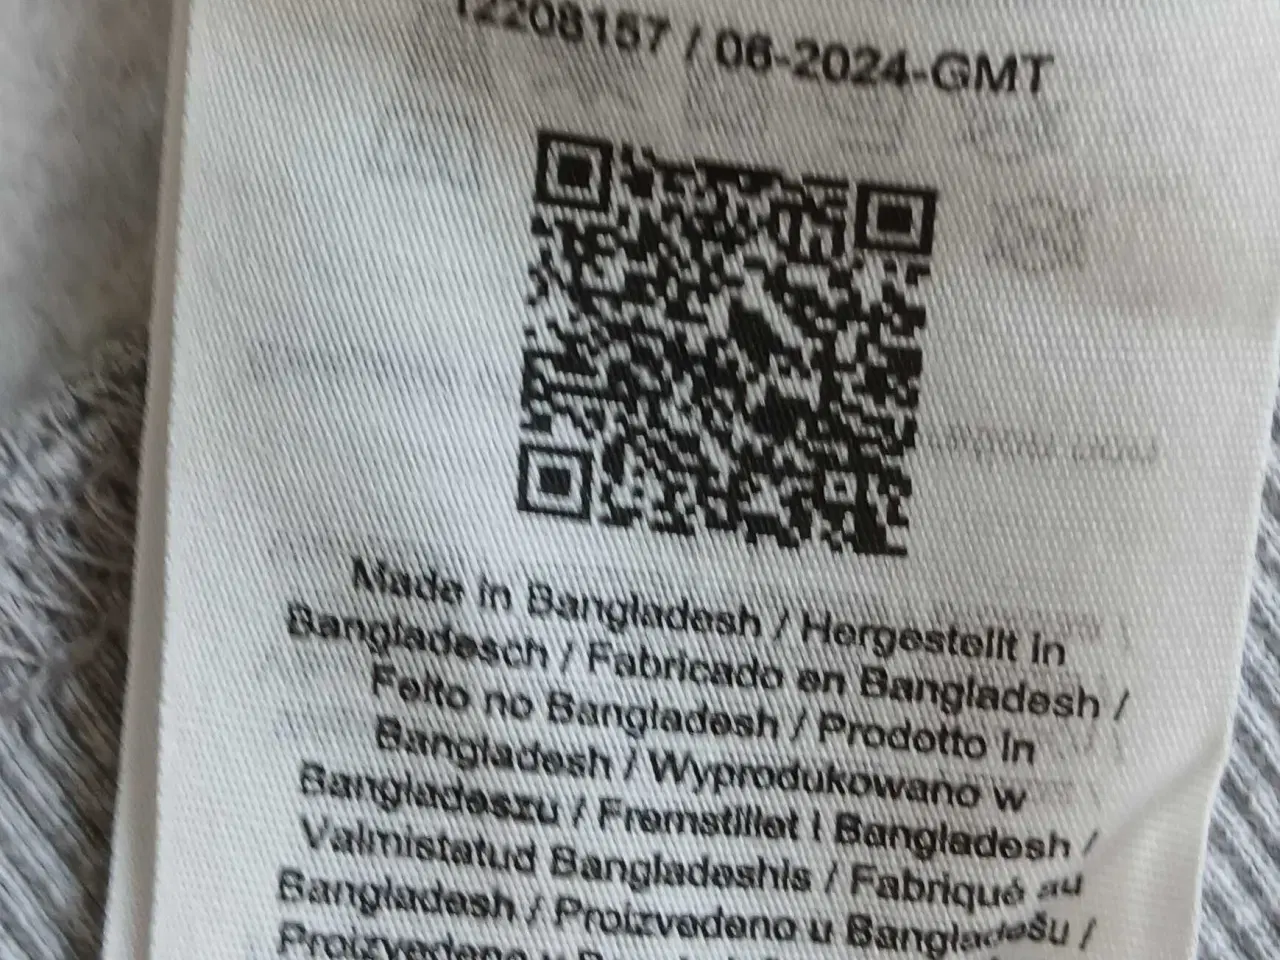 12208157 / 06-2024-GMT
Made in Bangladesh / Hergestellt in
Bangladesch / Fabricado en Bangladesh /
Feito no Bangladesh / Prodotto in
Bangladesh / Wyprodukowano w
Bangladeszu / Fremstillet i Bangladesh /
Valmistatud Bangladeshis / Fabriqué au
Bangladesh / Proizvedeno u Bangladešu /
Proizvedeno v